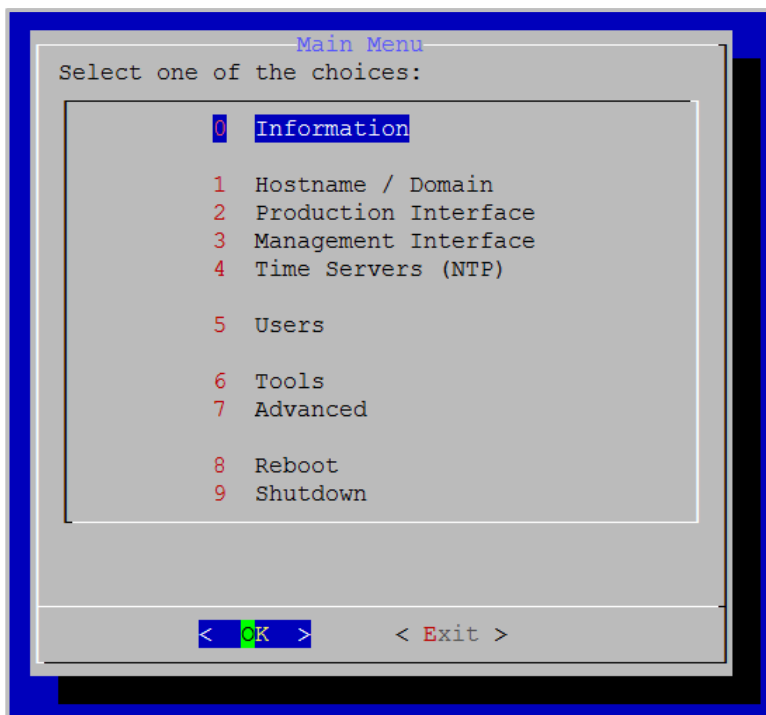 Main Menu
Select one of the choices:
0 Information
1 Hostname / Domain
2 Production Interface
3 Management Interface
4 Time Servers (NTP)
5 Users
6 Tools
7 Advanced
8 Reboot
9 Shutdown
< OK > < Exit >